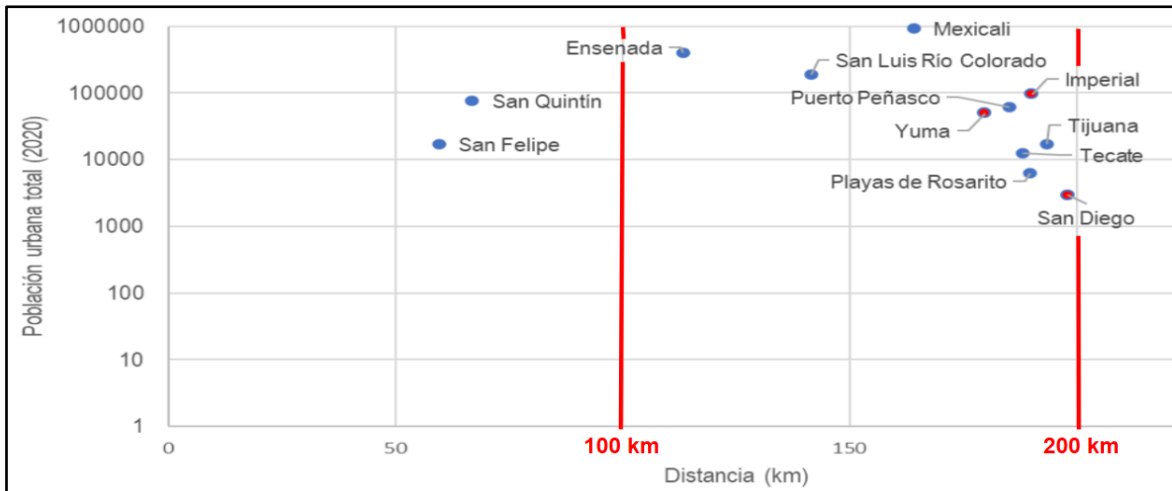 1000000
100000
10000
1000
100
10
1
Población urbana total (2020)
Mexicali
Ensenada
San Luis Río Colorado
Imperial
San Quintín
Puerto Peñasco
Yuma
Tijuana
San Felipe
Tecate
Playas de Rosarito
San Diego
0
50
100 km
150
200 km
Distancia (km)